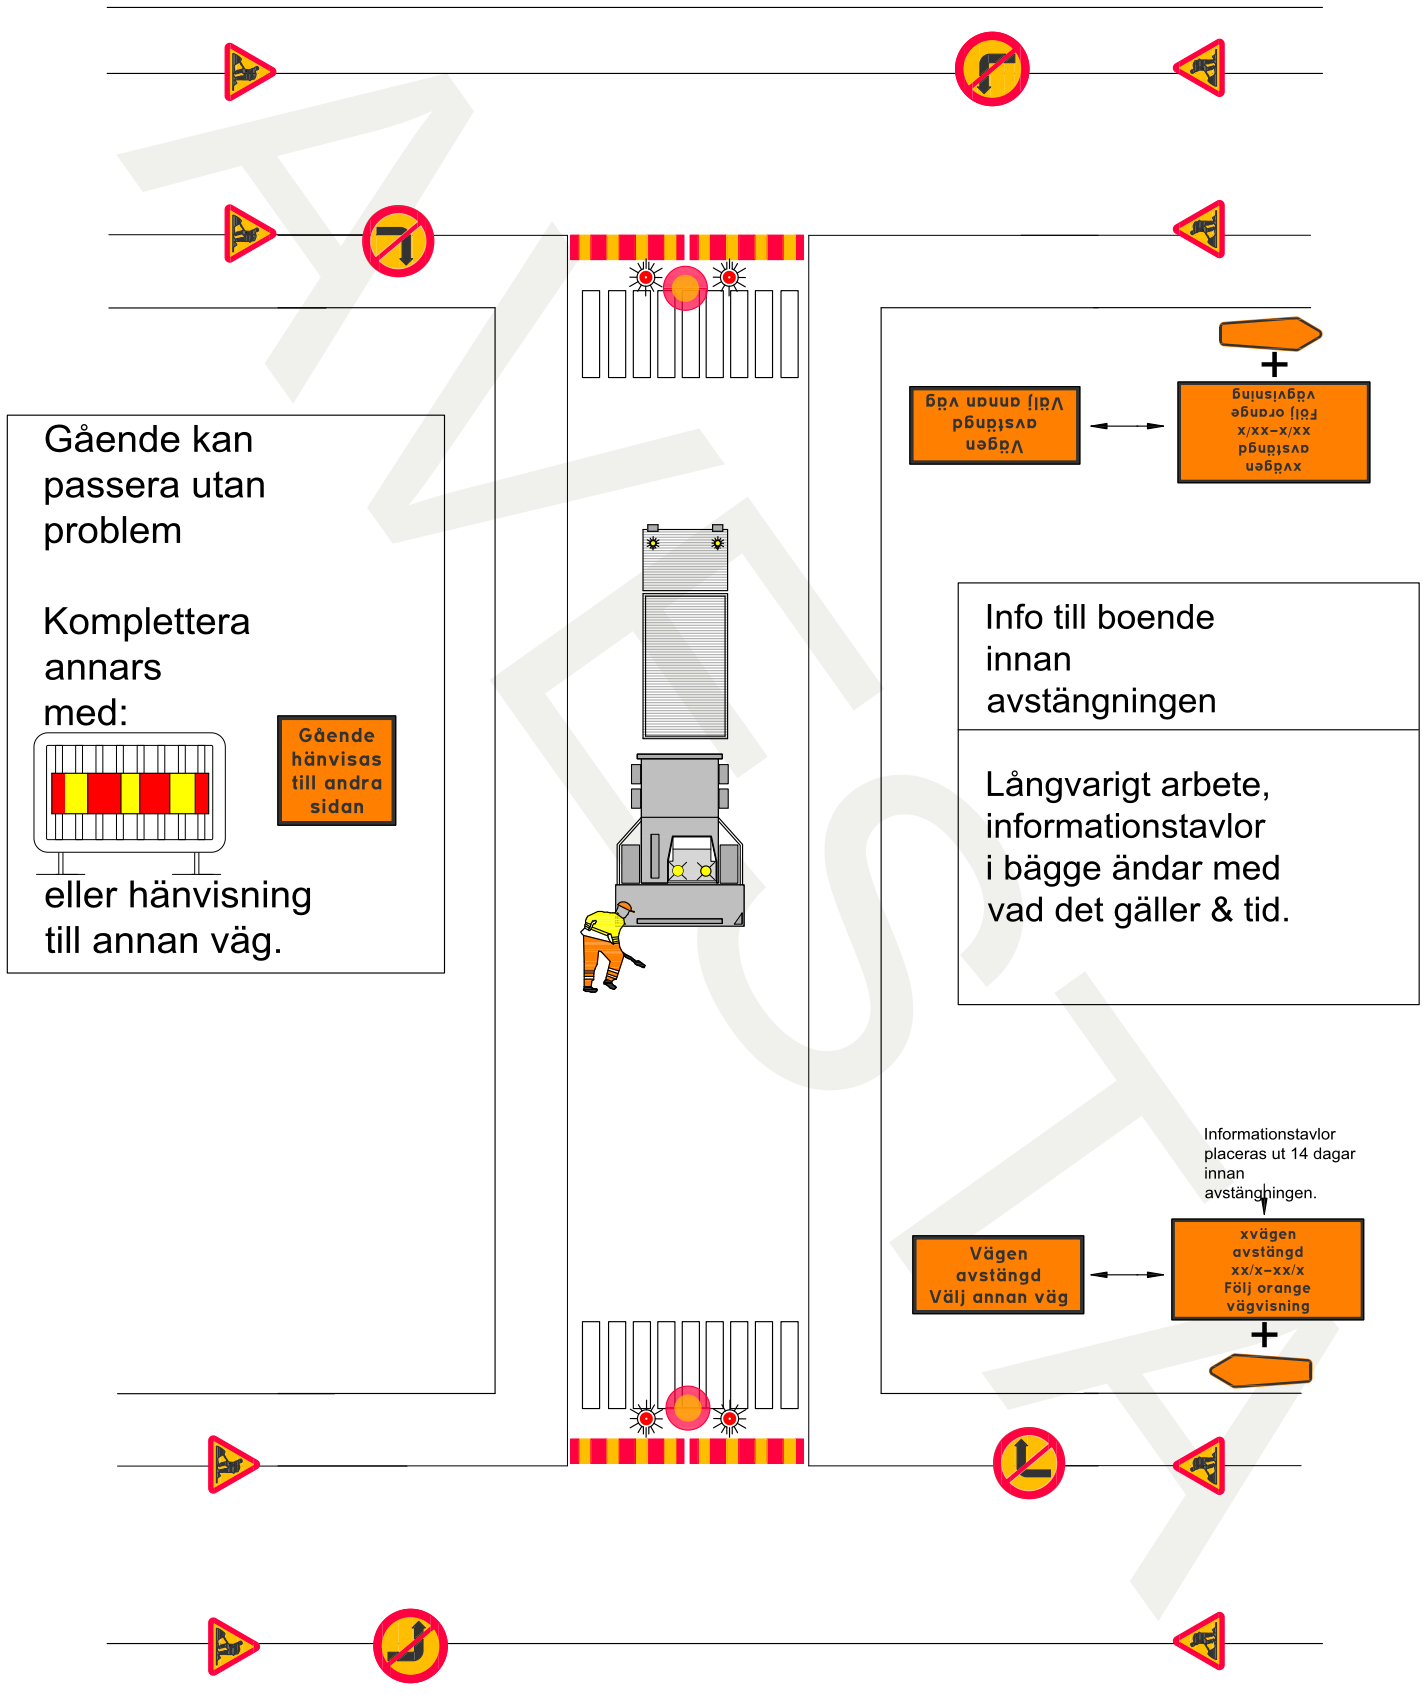 Gående kan
passera utan
problem
Komplettera
annars
med:
Gående
hänvisas
till andra
sidan
eller hänvisning
till annan väg.
Vägen
avstängd
Välj annan väg
xvägen
avstängd
xx/x-xx/x
Följ orange
vägvisning
Info till boende
innan
avstängningen
Långvarigt arbete,
informationstavlor
i bägge ändar med
vad det gäller & tid.
Informationstavlor
placeras ut 14 dagar
innan
avstängningen.
Vägen
avstängd
Välj annan väg
xvägen
avstängd
xx/x-xx/x
Följ orange
vägvisning
AVESTA